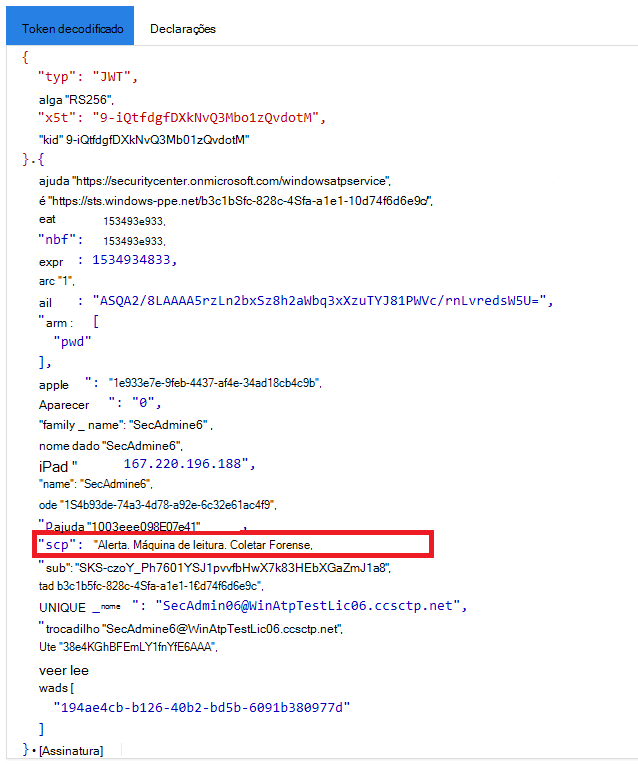 Token decodificado Declarações
{
"typ": "JWT",
alga "RS256",
"x5t": "9-iQtfdgfDXkNvQ3Mbo1zQvdotM",
"kid" 9-iQtfdgfDXkNvQ3Mb01zQvdotM"
}.{
ajuda "https://securitycenter.onmicrosoft.com/windowsatpservice",
é "https://sts.windows-ppe.net/b3c1bSfc-828c-4Sfa-a1e1-10d74f6d6e9c/",
eat 153493e933,
"nbf": 153493e933,
expr : 1534934833,
arc "1",
ail : "ASQA2/8LAAAA5rzLn2bxSz8h2aWbq3xXzuTYJ81PWVc/rnLvredsW5U=",
"arm : [
"pwd"
],
apple ": "1e933e7e-9feb-4437-af4e-34ad18cb4c9b",
Aparecer ": "0",
"family _ name": "SecAdmine6" ,
nome dado "SecAdmine6",
iPad " 167.220.196.188",
"name": "SecAdmine6",
ode "1S4b93de-74a3-4d78-a92e-6c32e61ac4f9",
"pajuda "1003eee098E07e41" ,
"scp": "Alerta. Máquina de leitura. Coletar Forense,
"sub": "SKS-czoY_Ph7601YSJ1pvvfbHwX7k83HEbXGaZmJ1a8",
tad b3c1b5fc-828c-4Sfa-a1e1-1€d74f6d6e9c",
UNIQUE _nome ": "SecAdmin06@WinAtpTestLic06.ccsctp.net",
"trocadilho "SecAdmine6@WinAtpTestLic06.ccsctp.net",
Ute "38e4KGhBFEmLY1fnYfE6AAA",
veer lee
wads [
"194ae4cb-b126-40b2-bd5b-6091b380977d"
]
} • [Assinatura]